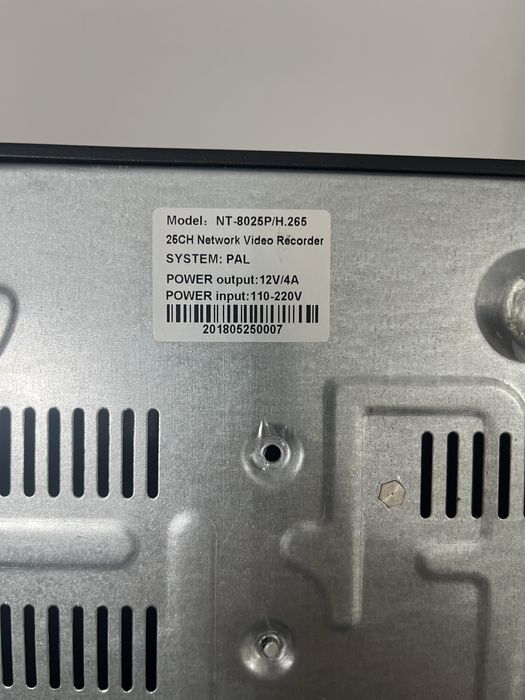 Model: NT-8025P/H.265
25CH Network Video Recorder
SYSTEM: PAL
POWER output:12V/4A
POWER input:110-220V
201805250007